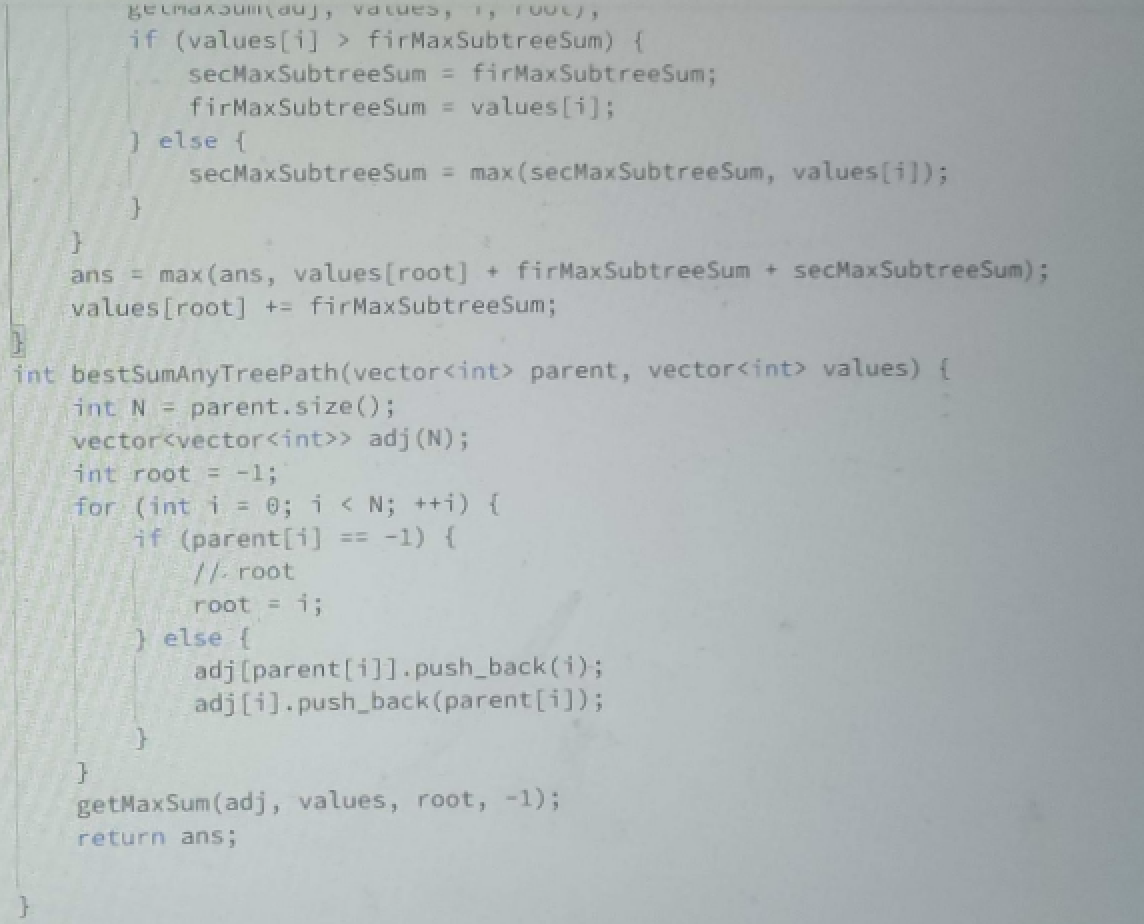 getMaxSum(adj, values, i, root);
if (values[i] > firMaxSubtreeSum) {
secMaxSubtreeSum = firMaxSubtreeSum;
firMaxSubtreeSum = values[i];
} else {
secMaxSubtreeSum = max(secMaxSubtreeSum, values[i]);
}
}
ans = max(ans, values[root] + firMaxSubtreeSum + secMaxSubtreeSum);
values[root] += firMaxSubtreeSum;
}
int bestSumAnyTreePath(vector<int> parent, vector<int> values) {
int N = parent.size();
vector<vector<int>> adj(N);
int root = -1;
for (int i = 0; i < N; ++i) {
if (parent[i] == -1) {
// root
root = i;
} else {
adj[parent[i]].push_back(i);
adj[i].push_back(parent[i]);
}
}
getMaxSum(adj, values, root, -1);
return ans;
}